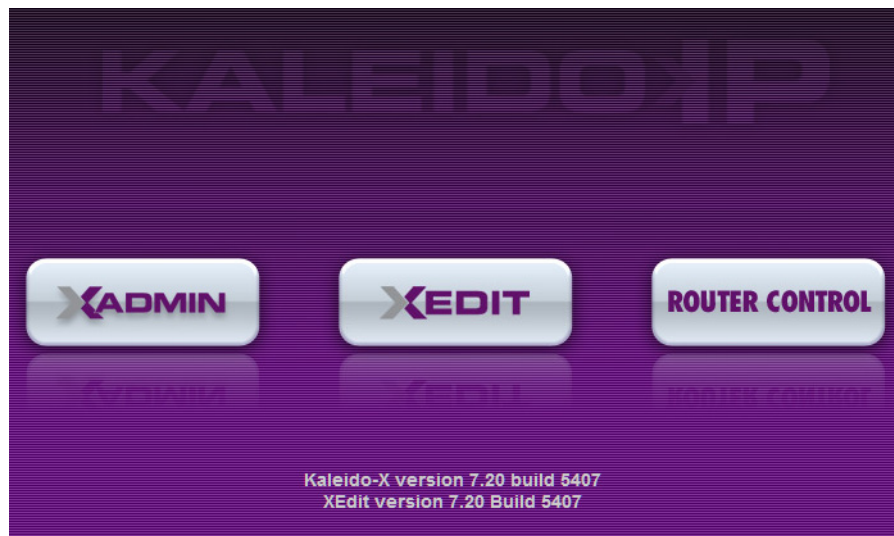 KALEIDO IP
XADMIN
XEDIT
ROUTER CONTROL
Kaleido-X version 7.20 build 5407
XEdit version 7.20 Build 5407